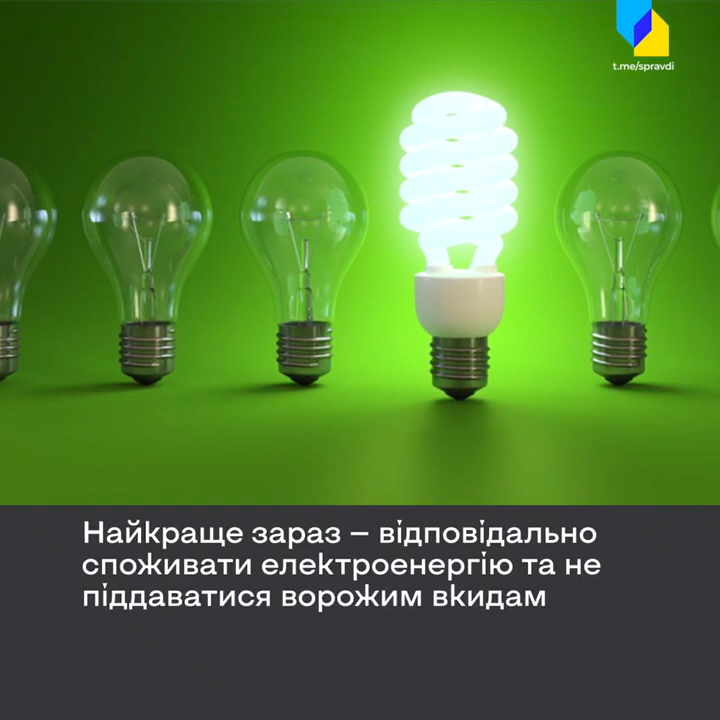 t.me/spravdi
Найкраще зараз – відповідально
споживати електроенергію та не
піддаватися ворожим вкидам